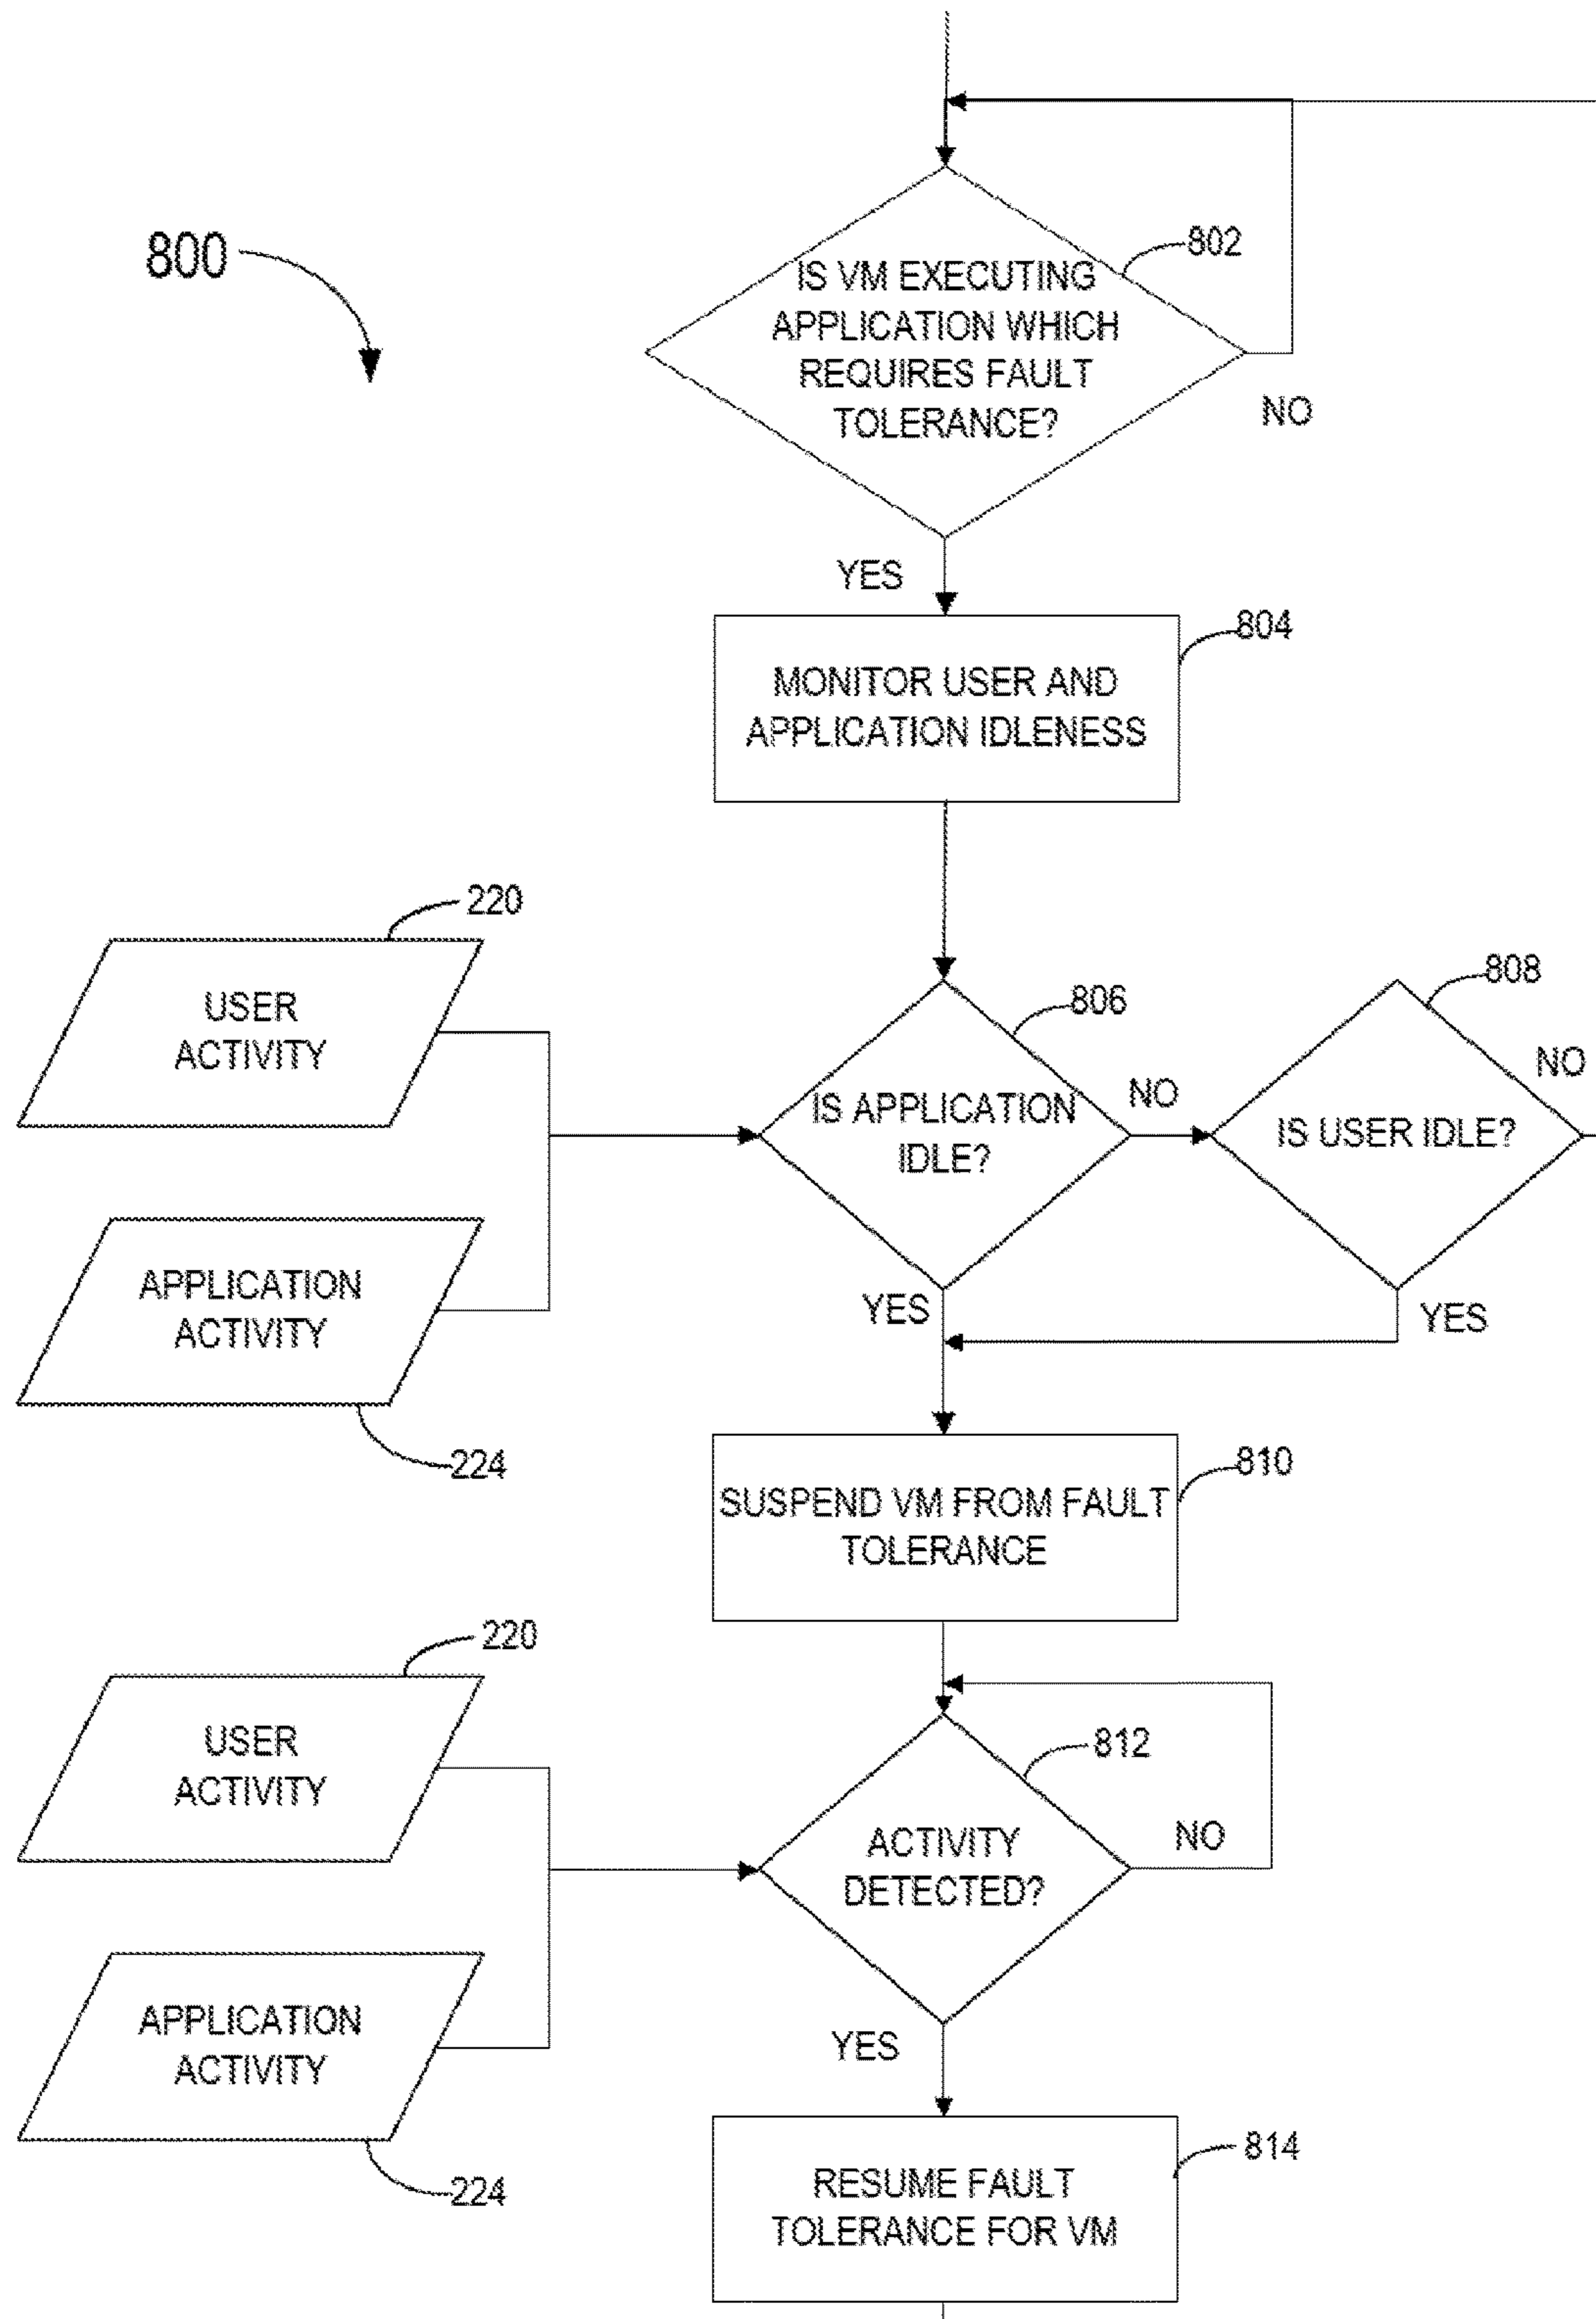 800
802
IS VM EXECUTING
APPLICATION WHICH
REQUIRES FAULT
TOLERANCE?
NO
YES
804
MONITOR USER AND
APPLICATION IDLENESS
220
USER
ACTIVITY
806
808
IS APPLICATION
IDLE?
NO
IS USER IDLE?
NO
APPLICATION
ACTIVITY
224
YES
YES
810
SUSPEND VM FROM FAULT
TOLERANCE
220
USER
ACTIVITY
812
ACTIVITY
DETECTED?
NO
APPLICATION
ACTIVITY
224
YES
814
RESUME FAULT
TOLERANCE FOR VM